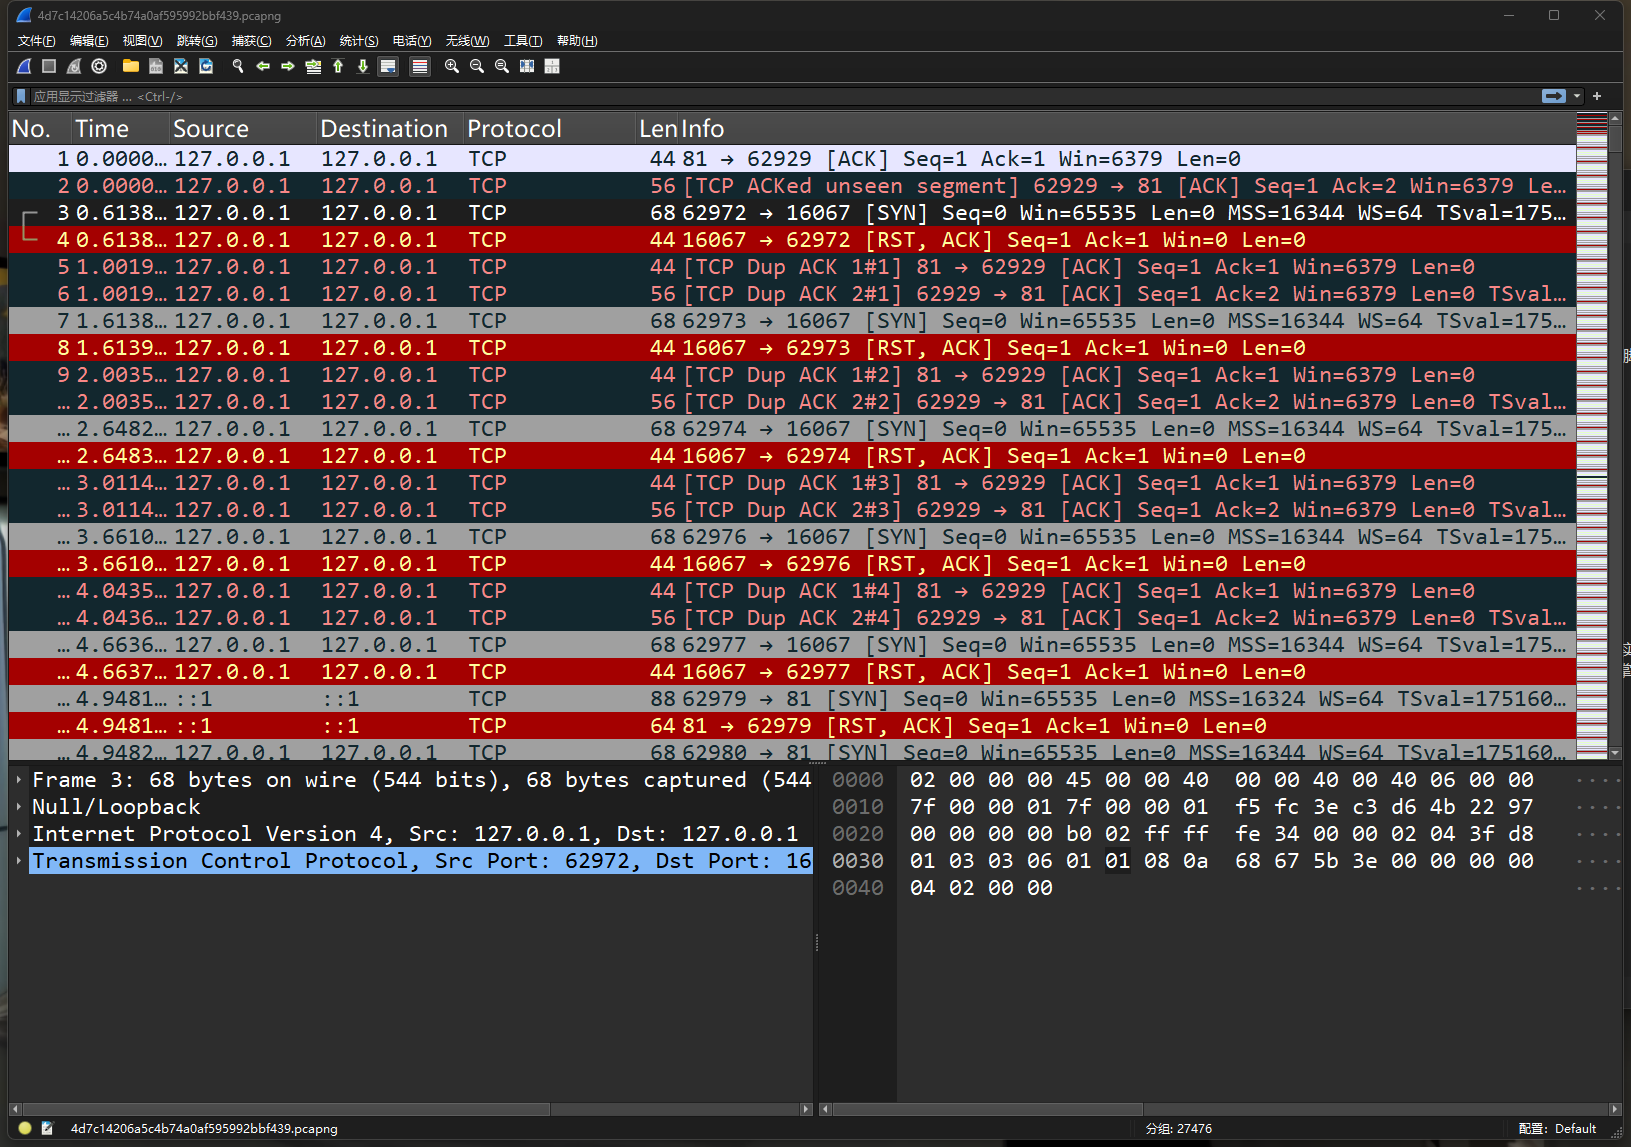 4d7c14206a5c4b74a0af595992bbf439.pcapng
文件(F) 编辑(E) 视图(V) 跳转(G) 捕获(C) 分析(A) 统计(S) 电话(Y) 无线(W) 工具(T) 帮助(H)
应用显示过滤器 … <Ctrl-/>
No. Time Source Destination Protocol Len Info
1 0.0000… 127.0.0.1 127.0.0.1 TCP 44 81 → 62929 [ACK] Seq=1 Ack=1 Win=6379 Len=0
2 0.0000… 127.0.0.1 127.0.0.1 TCP 56 [TCP ACKed unseen segment] 62929 → 81 [ACK] Seq=1 Ack=2 Win=6379 Le…
3 0.6138… 127.0.0.1 127.0.0.1 TCP 68 62972 → 16067 [SYN] Seq=0 Win=65535 Len=0 MSS=16344 WS=64 TSval=175…
4 0.6138… 127.0.0.1 127.0.0.1 TCP 44 16067 → 62972 [RST, ACK] Seq=1 Ack=1 Win=0 Len=0
5 1.0019… 127.0.0.1 127.0.0.1 TCP 44 [TCP Dup ACK 1#1] 81 → 62929 [ACK] Seq=1 Ack=1 Win=6379 Len=0
6 1.0019… 127.0.0.1 127.0.0.1 TCP 56 [TCP Dup ACK 2#1] 62929 → 81 [ACK] Seq=1 Ack=2 Win=6379 Len=0 TSval…
7 1.6138… 127.0.0.1 127.0.0.1 TCP 68 62973 → 16067 [SYN] Seq=0 Win=65535 Len=0 MSS=16344 WS=64 TSval=175…
8 1.6139… 127.0.0.1 127.0.0.1 TCP 44 16067 → 62973 [RST, ACK] Seq=1 Ack=1 Win=0 Len=0
9 2.0035… 127.0.0.1 127.0.0.1 TCP 44 [TCP Dup ACK 1#2] 81 → 62929 [ACK] Seq=1 Ack=1 Win=6379 Len=0
… 2.0035… 127.0.0.1 127.0.0.1 TCP 56 [TCP Dup ACK 2#2] 62929 → 81 [ACK] Seq=1 Ack=2 Win=6379 Len=0 TSval…
… 2.6482… 127.0.0.1 127.0.0.1 TCP 68 62974 → 16067 [SYN] Seq=0 Win=65535 Len=0 MSS=16344 WS=64 TSval=175…
… 2.6483… 127.0.0.1 127.0.0.1 TCP 44 16067 → 62974 [RST, ACK] Seq=1 Ack=1 Win=0 Len=0
… 3.0114… 127.0.0.1 127.0.0.1 TCP 44 [TCP Dup ACK 1#3] 81 → 62929 [ACK] Seq=1 Ack=1 Win=6379 Len=0
… 3.0114… 127.0.0.1 127.0.0.1 TCP 56 [TCP Dup ACK 2#3] 62929 → 81 [ACK] Seq=1 Ack=2 Win=6379 Len=0 TSval…
… 3.6610… 127.0.0.1 127.0.0.1 TCP 68 62976 → 16067 [SYN] Seq=0 Win=65535 Len=0 MSS=16344 WS=64 TSval=175…
… 3.6610… 127.0.0.1 127.0.0.1 TCP 44 16067 → 62976 [RST, ACK] Seq=1 Ack=1 Win=0 Len=0
… 4.0435… 127.0.0.1 127.0.0.1 TCP 44 [TCP Dup ACK 1#4] 81 → 62929 [ACK] Seq=1 Ack=1 Win=6379 Len=0
… 4.0436… 127.0.0.1 127.0.0.1 TCP 56 [TCP Dup ACK 2#4] 62929 → 81 [ACK] Seq=1 Ack=2 Win=6379 Len=0 TSval…
… 4.6636… 127.0.0.1 127.0.0.1 TCP 68 62977 → 16067 [SYN] Seq=0 Win=65535 Len=0 MSS=16344 WS=64 TSval=175…
… 4.6637… 127.0.0.1 127.0.0.1 TCP 44 16067 → 62977 [RST, ACK] Seq=1 Ack=1 Win=0 Len=0
… 4.9481… ::1 ::1 TCP 88 62979 → 81 [SYN] Seq=0 Win=65535 Len=0 MSS=16324 WS=64 TSval=175160…
… 4.9481… ::1 ::1 TCP 64 81 → 62979 [RST, ACK] Seq=1 Ack=1 Win=0 Len=0
… 4.9482… 127.0.0.1 127.0.0.1 TCP 68 62980 → 81 [SYN] Seq=0 Win=65535 Len=0 MSS=16344 WS=64 TSval=175160…
Frame 3: 68 bytes on wire (544 bits), 68 bytes captured (544
Null/Loopback
Internet Protocol Version 4, Src: 127.0.0.1, Dst: 127.0.0.1
Transmission Control Protocol, Src Port: 62972, Dst Port: 16
0000 02 00 00 00 45 00 00 40 00 00 40 00 40 06 00 00 ····
0010 7f 00 00 01 7f 00 00 01 f5 fc 3e c3 d6 4b 22 97 ····
0020 00 00 00 00 b0 02 ff ff fe 34 00 00 02 04 3f d8 ····
0030 01 03 03 06 01 01 08 0a 68 67 5b 3e 00 00 00 00 ····
0040 04 02 00 00 ····
4d7c14206a5c4b74a0af595992bbf439.pcapng 分组: 27476 配置: Default